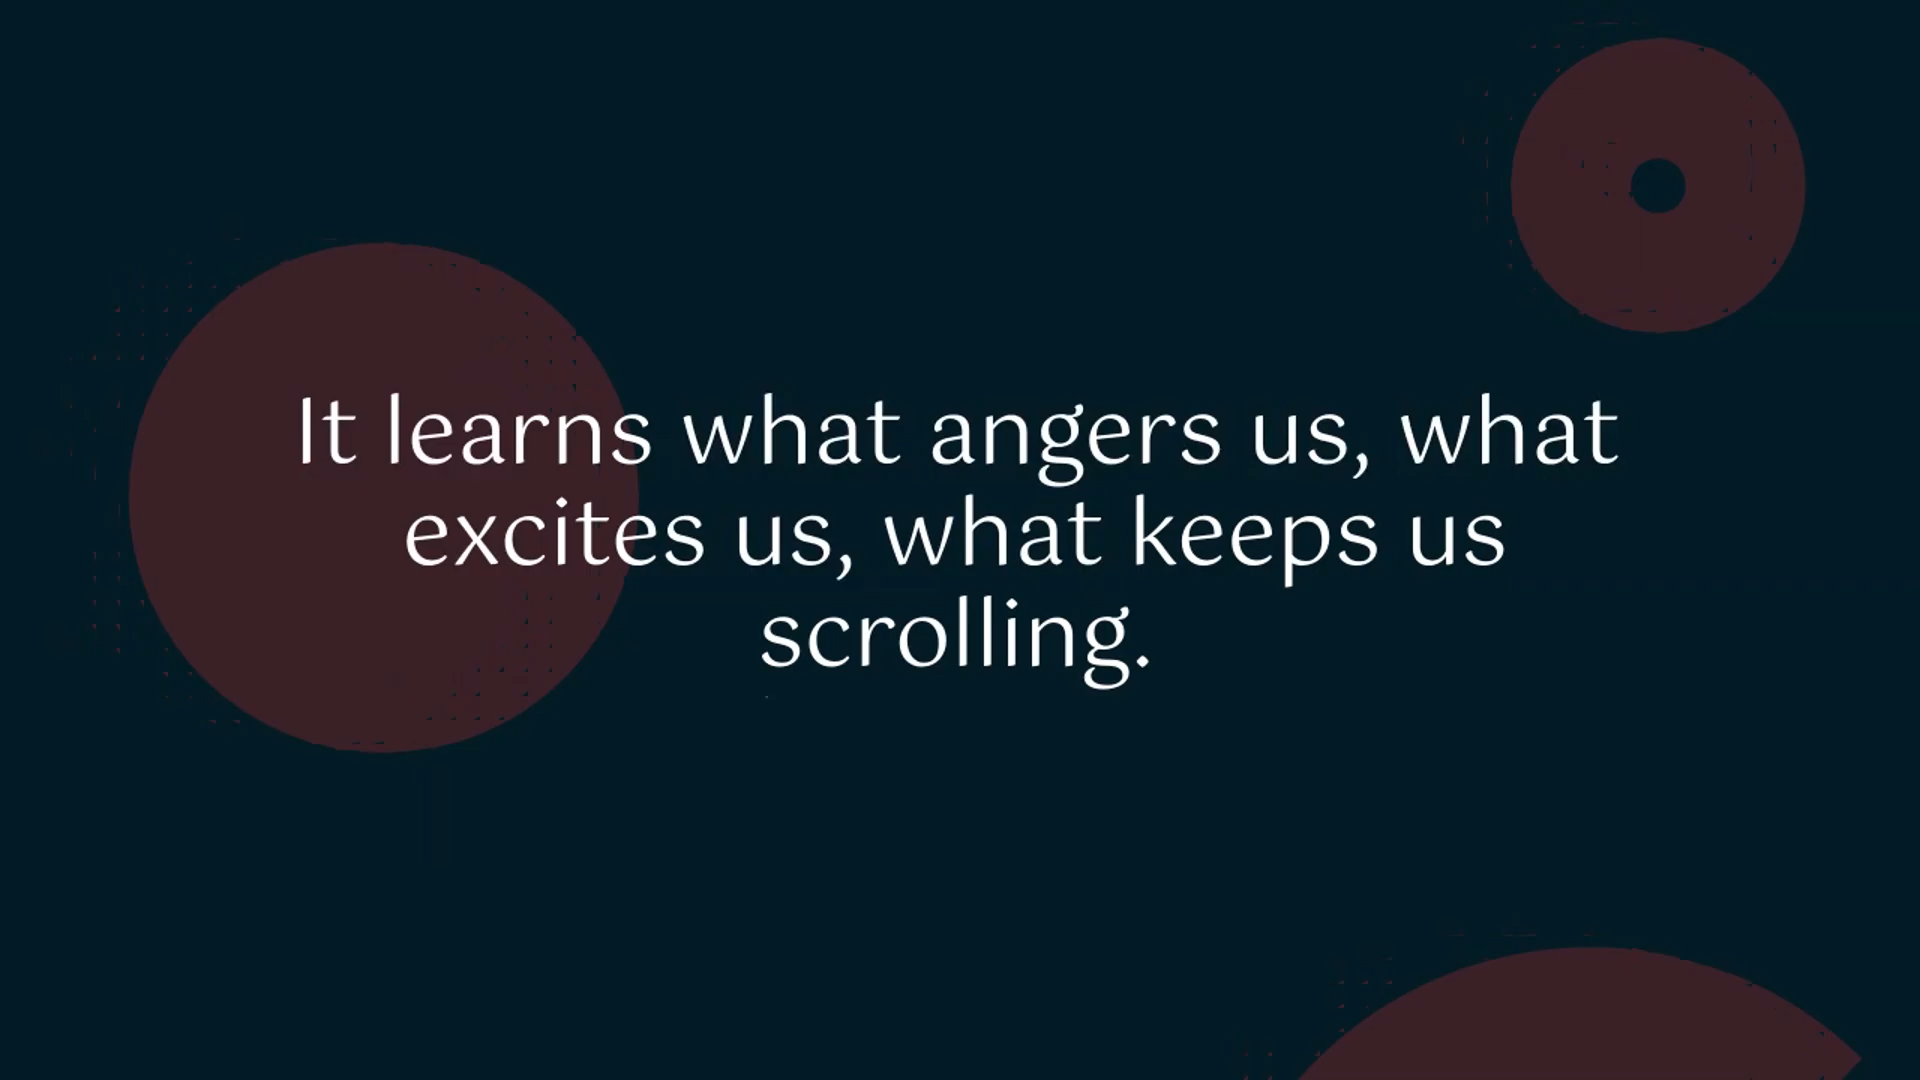 It learns what angers us, what
excites us, what keeps us
scrolling.